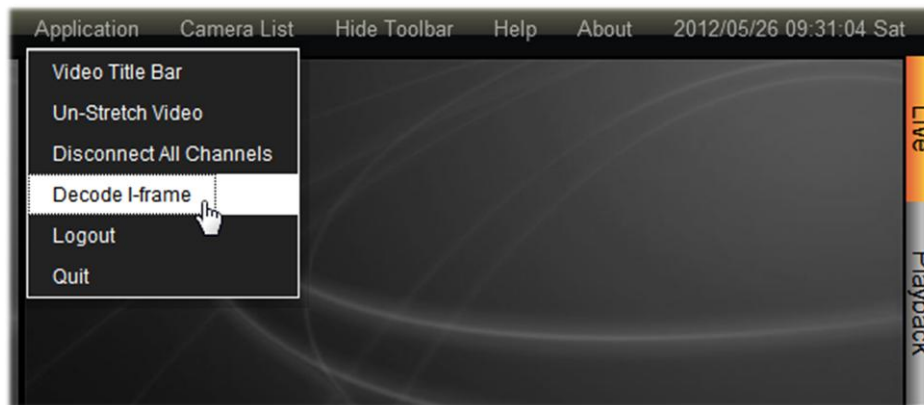 Application Camera List Hide Toolbar Help About 2012/05/26 09:31:04 Sat
Video Title Bar
Un-Stretch Video
Disconnect All Channels
Decode I-frame
Logout
Quit
Live
Playback